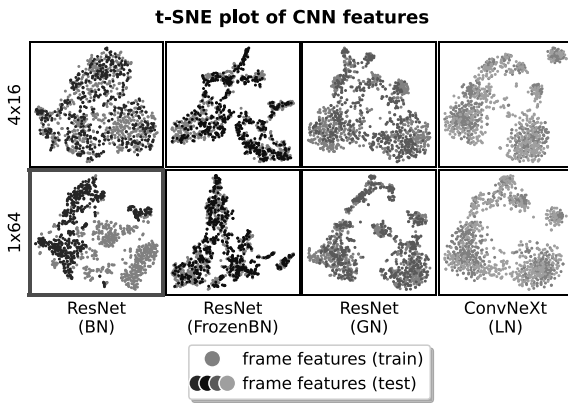 t-SNE plot of CNN features
4x16
1x64
ResNet
(BN)
ResNet
(FrozenBN)
ResNet
(GN)
ConvNeXt
(LN)
frame features (train)
frame features (test)